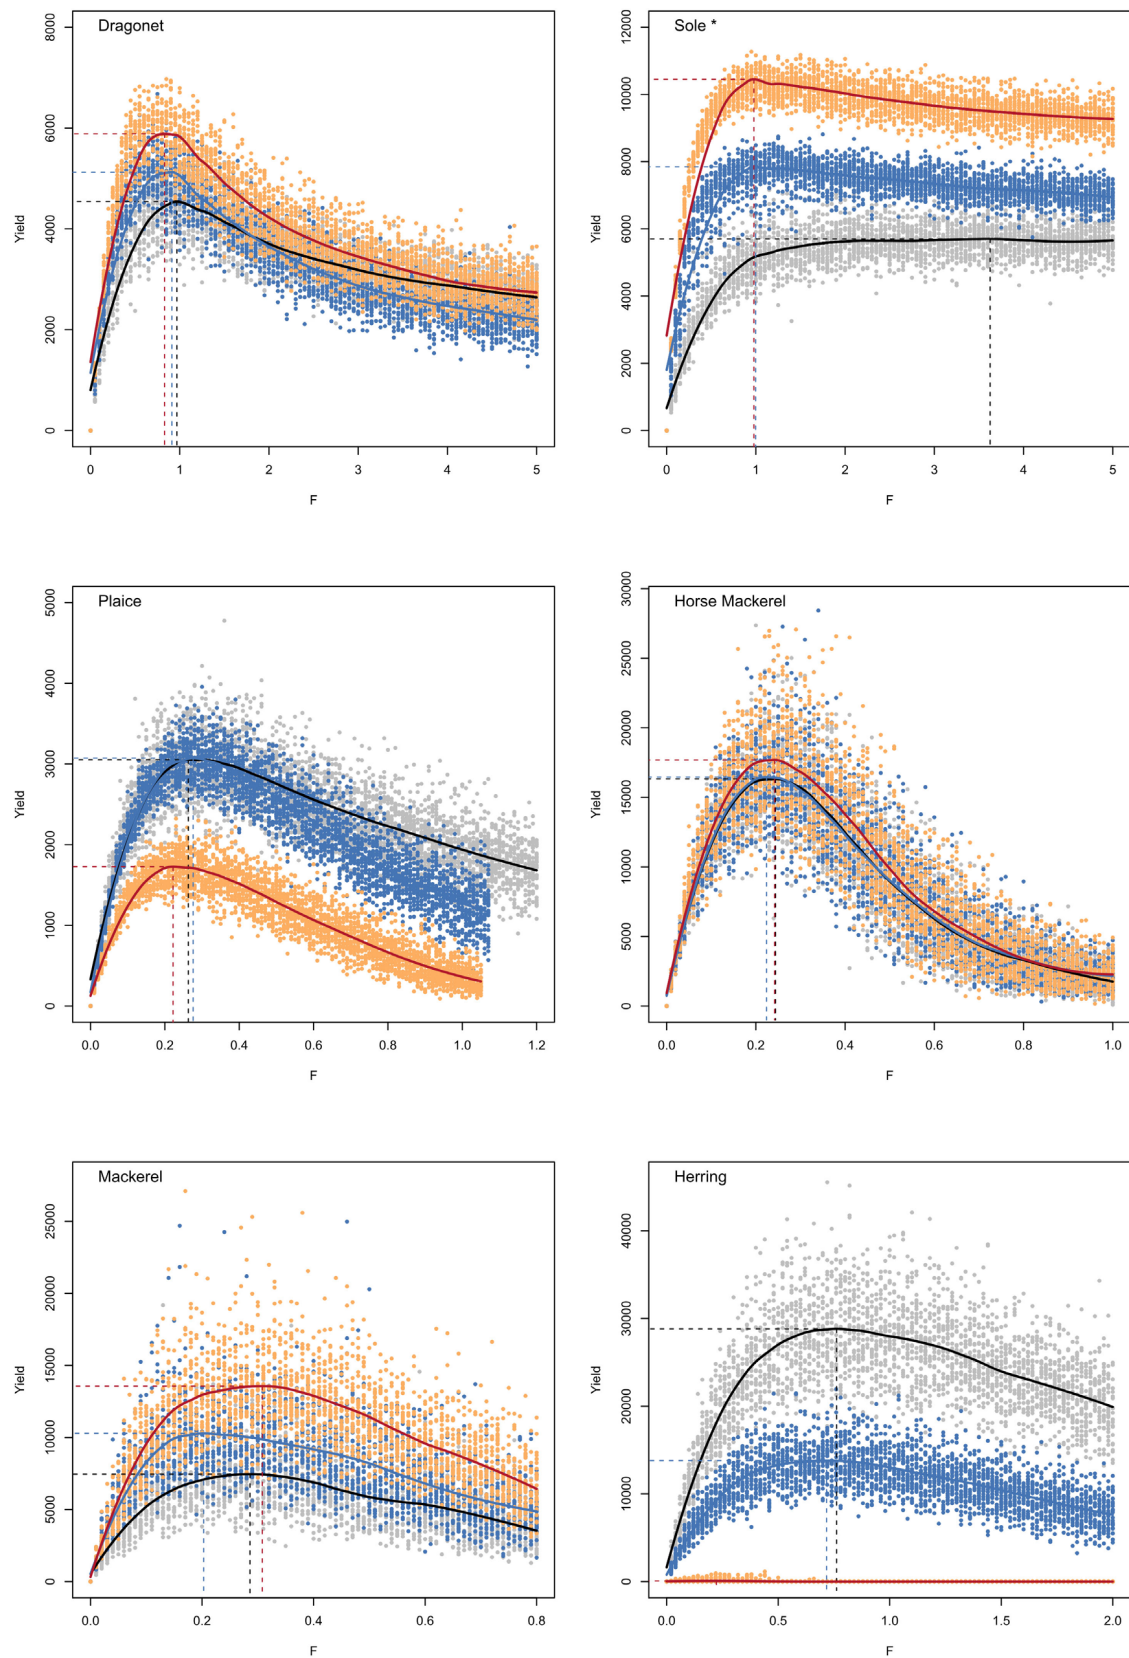 Dragonet
Yield
8000
6000
4000
2000
0
0 1 2 3 4 5
F
Sole *
Yield
12000
10000
8000
6000
4000
2000
0
0 1 2 3 4 5
F
Plaice
Yield
5000
4000
3000
2000
1000
0
0.0 0.2 0.4 0.6 0.8 1.0 1.2
F
Horse Mackerel
Yield
30000
25000
20000
15000
10000
5000
0
0.0 0.2 0.4 0.6 0.8 1.0
F
Mackerel
Yield
25000
20000
15000
10000
5000
0
0.0 0.2 0.4 0.6 0.8
F
Herring
Yield
40000
30000
20000
10000
0
0.0 0.5 1.0 1.5 2.0
F